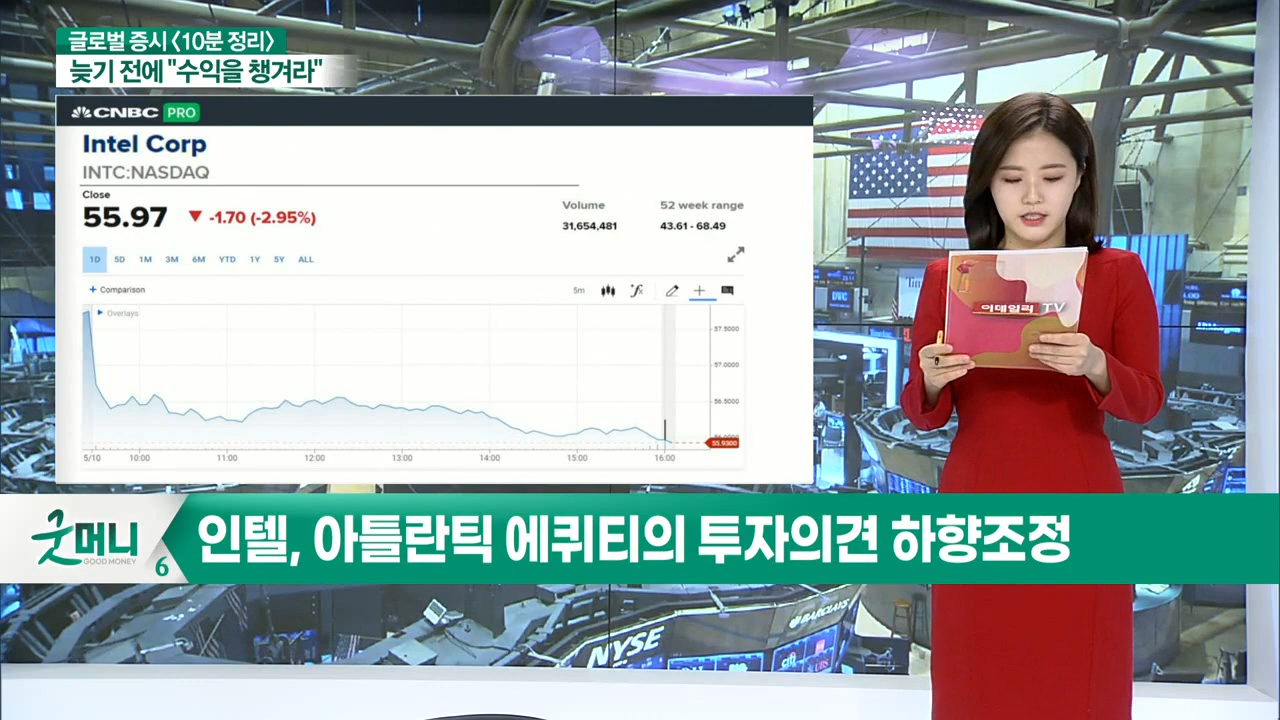 글로벌 증시 <10분 정리>
늦기 전에 "수익을 챙겨라"
CNBC PRO
Intel Corp
INTC:NASDAQ
Close
55.97 ▼ -1.70 (-2.95%)
Volume
31,654,481
52 week range
43.61 - 68.49
1D 5D 1M 3M 6M YTD 1Y 5Y ALL
+ Comparison
5m
Overlays
57.5000
57.0000
56.5000
55.9300
5/10 10:00 11:00 12:00 13:00 14:00 15:00 16:00
이데일리 TV
굿머니
GOOD MONEY
6
인텔, 아틀란틱 에퀴티의 투자의견 하향조정
NYSE
BARCLAYS
citi